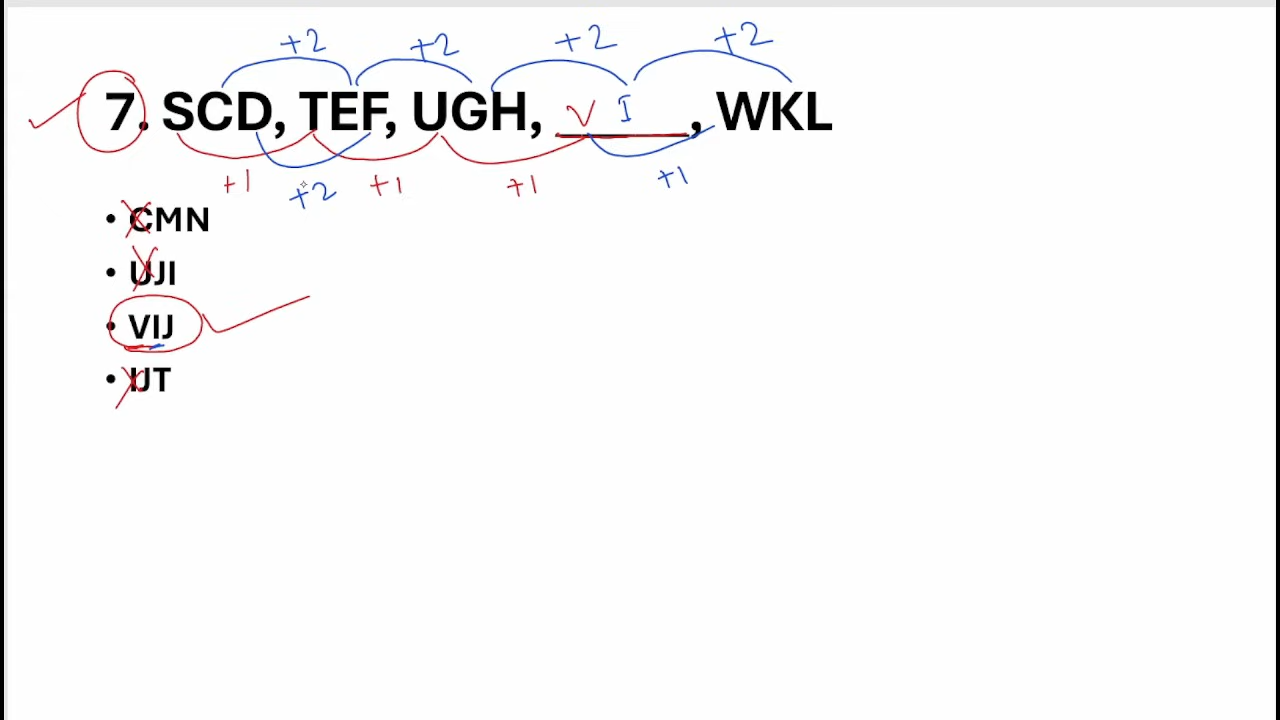 +2 +2 +2 +2
7. SCD, TEF, UGH, V I, WKL
+1 +2 +1 +1 +1
• CMN
• UJI
• VIJ
• IJT